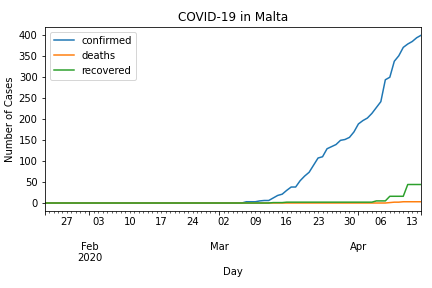 COVID-19 in Malta
confirmed
deaths
recovered
Number of Cases
400
350
300
250
200
150
100
50
0
27 03 10 17 24 02 09 16 23 30 06 13
Feb Mar Apr
2020
Day